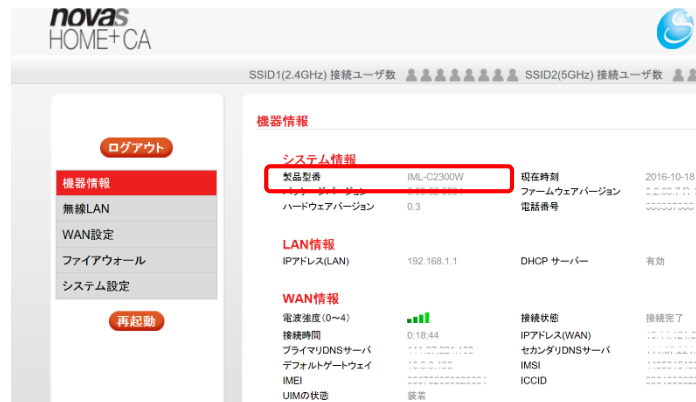 novas
HOME+CA
SSID1(2.4GHz) 接続ユーザ数 SSID2(5GHz) 接続ユーザ数
機器情報
ログアウト
システム情報
製品型番 IML-C2300W 現在時刻 2016-10-18
ファームウェアバージョン
ハードウェアバージョン 0.3 電話番号
機器情報
無線LAN
WAN設定
ファイアウォール
システム設定
再起動
LAN情報
IPアドレス(LAN) 192.168.1.1 DHCP サーバー 有効
WAN情報
電波強度(0～4) 接続状態 接続完了
接続時間 0:18:44 IPアドレス(WAN)
プライマリDNSサーバ セカンダリDNSサーバ
デフォルトゲートウェイ IMSI
IMEI ICCID
UIMの状態 装着